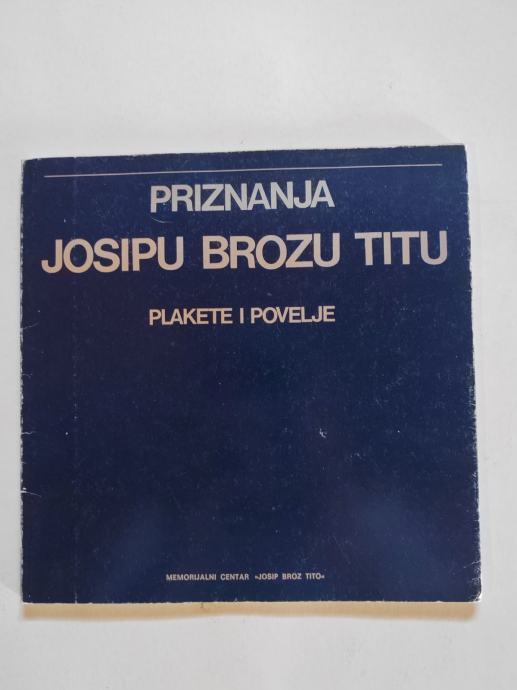 PRIZNANJA
JOSIPU BROZU TITU
PLAKETE I POVELJE
MEMORIJALNI CENTAR »JOSIP BROZ TITO«